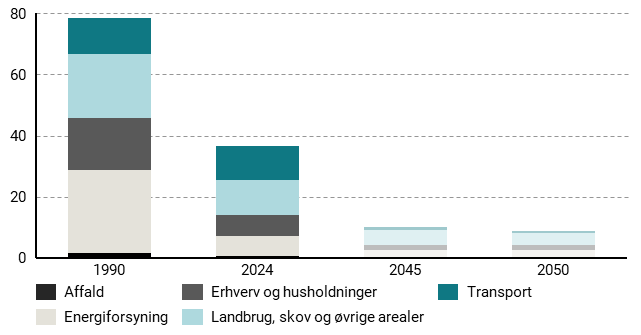 80
60
40
20
0
1990 2024 2045 2050
Affald Erhverv og husholdninger Transport
Energiforsyning Landbrug, skov og øvrige arealer